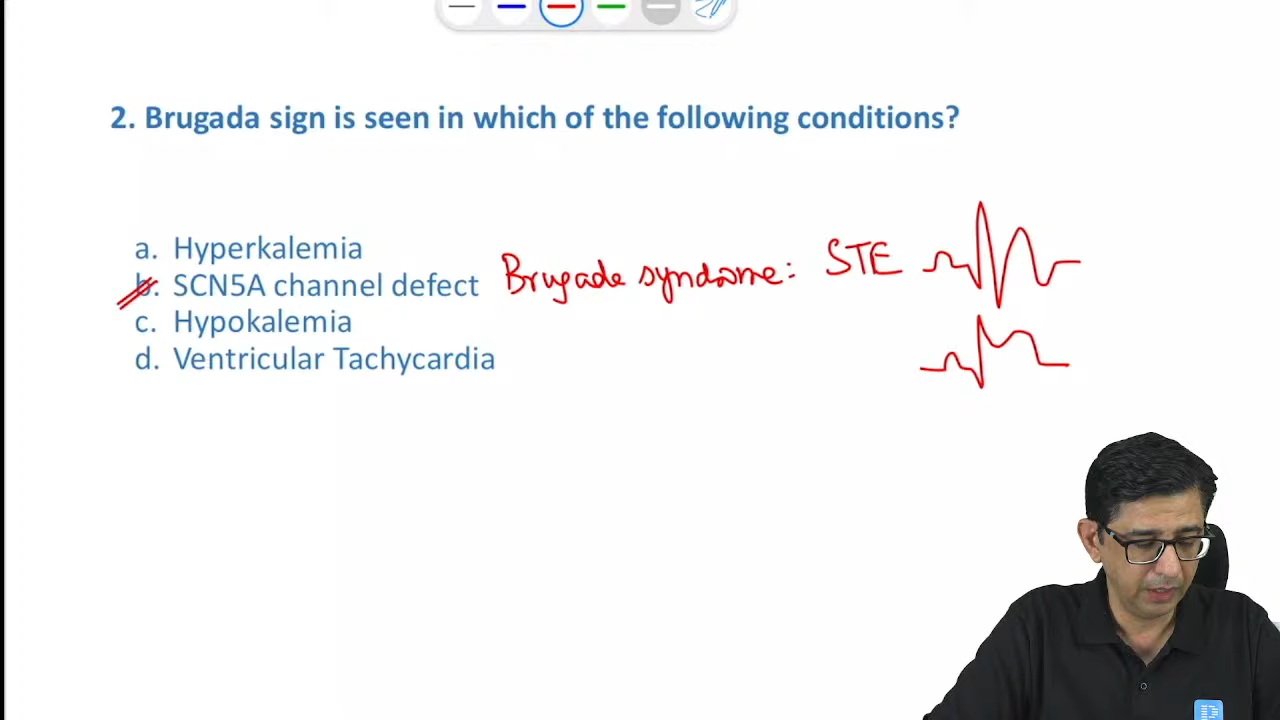 2. Brugada sign is seen in which of the following conditions?
a. Hyperkalemia
b. SCN5A channel defect
c. Hypokalemia
d. Ventricular Tachycardia
Brugade syndrome: STE